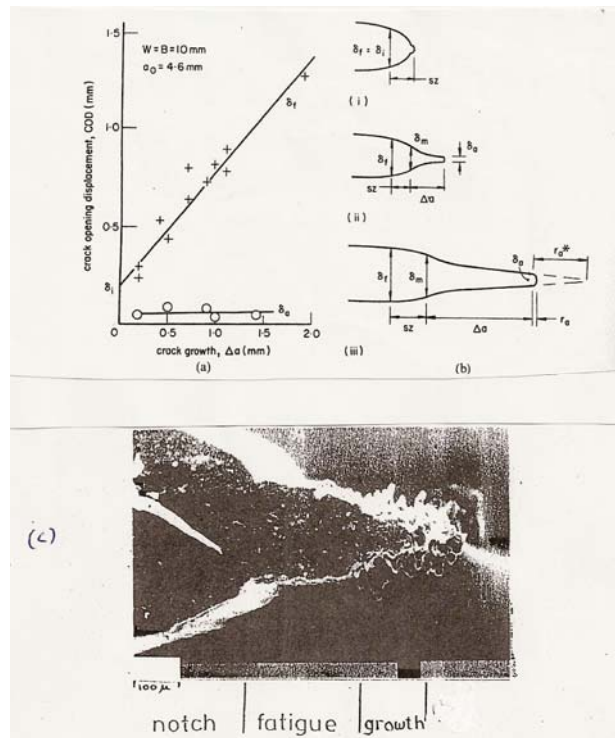 1·5
W = B = 10 mm
a₀ = 4·6 mm
δf
1·0
0·5
δi
δa
crack opening displacement, COD (mm)
0 0·5 1·0 1·5 2·0
crack growth, Δa (mm)
(a)
δf = δi
sz
(i)
δf
δm
δa
sz
Δa
(ii)
δf
δm
δa
ra*
sz
Δa
ra
(iii)
(b)
(c)
100μ
notch
fatigue
growth